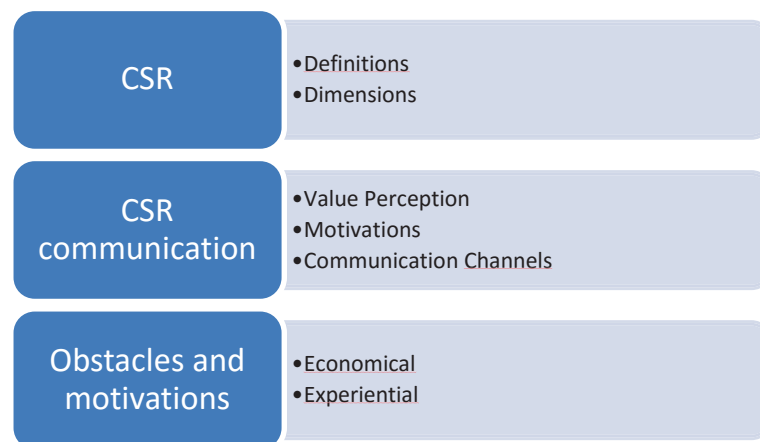 CSR
•Definitions
•Dimensions
CSR
communication
•Value Perception
•Motivations
•Communication Channels
Obstacles and
motivations
•Economical
•Experiential